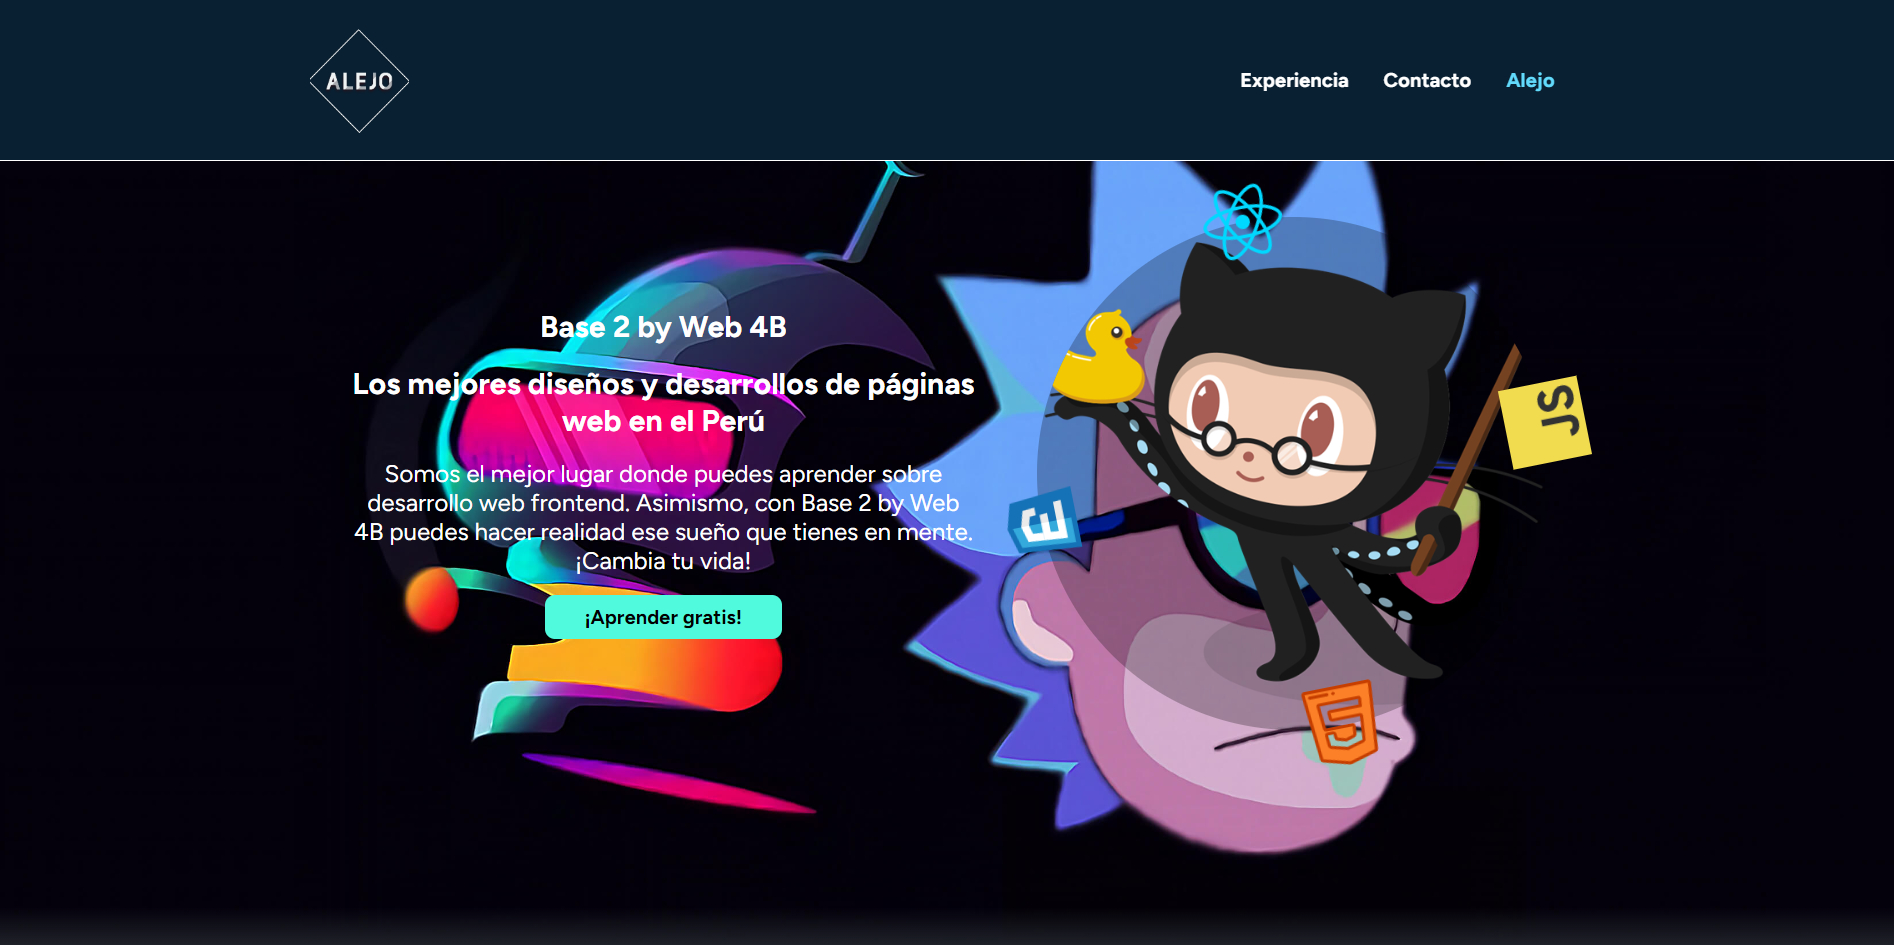 ALEJO
Experiencia Contacto Alejo
Base 2 by Web 4B
Los mejores diseños y desarrollos de páginas
web en el Perú
Somos el mejor lugar donde puedes aprender sobre
desarrollo web frontend. Asimismo, con Base 2 by Web
4B puedes hacer realidad ese sueño que tienes en mente.
¡Cambia tu vida!
¡Aprender gratis!
JS
3
5